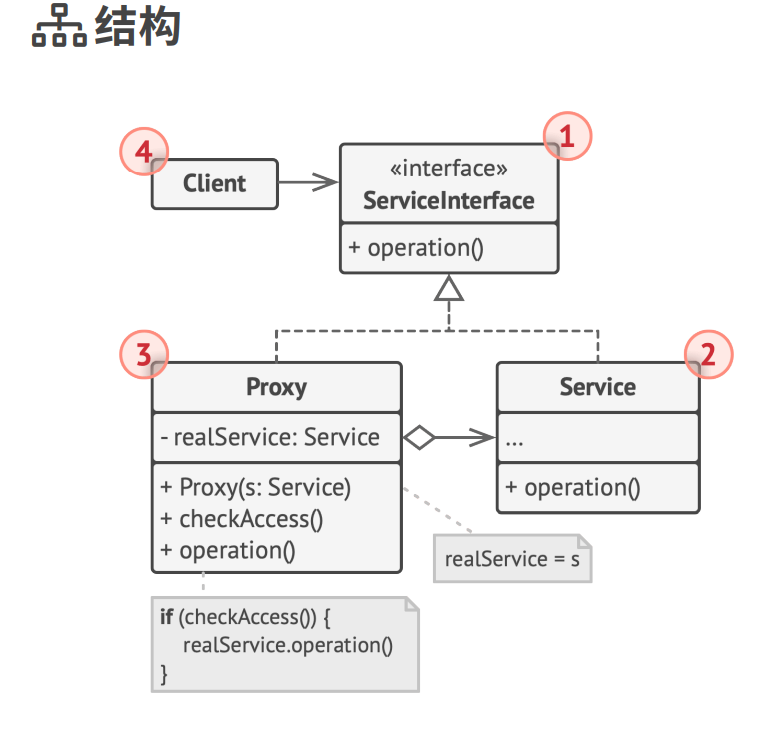 结构
4
Client
1
«interface»
ServiceInterface
+ operation()
3
Proxy
- realService: Service
+ Proxy(s: Service)
+ checkAccess()
+ operation()
2
Service
...
+ operation()
realService = s
if (checkAccess()) {
realService.operation()
}